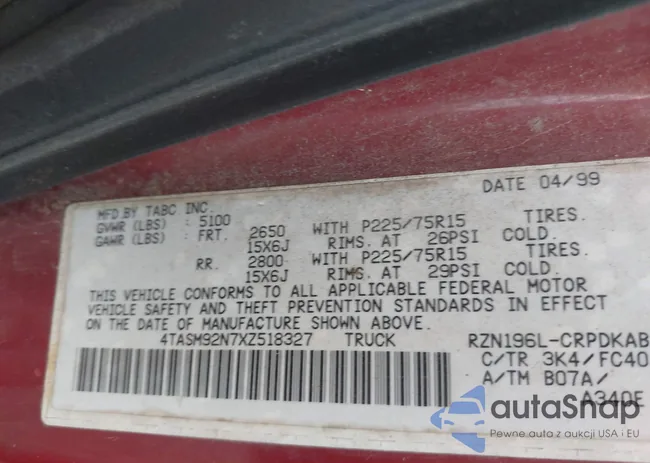 DATE 04/99
MFD.BY TABC INC.
GVWR (LBS) : 5100
GAWR (LBS) : FRT. 2650 WITH P225/75R15 TIRES.
15X6J RIMS. AT 26PSI COLD.
RR. 2800 WITH P225/75R15 TIRES.
15X6J RIMS. AT 29PSI COLD.
THIS VEHICLE CONFORMS TO ALL APPLICABLE FEDERAL MOTOR
VEHICLE SAFETY AND THEFT PREVENTION STANDARDS IN EFFECT
ON THE DATE OF MANUFACTURE SHOWN ABOVE.
4TASM92N7XZ518327 TRUCK RZN196L-CRPDKAB
C/TR 3K4/FC40
A/TM B07A/
A340E
autoSnap
Pewne auto z aukcji USA i EU